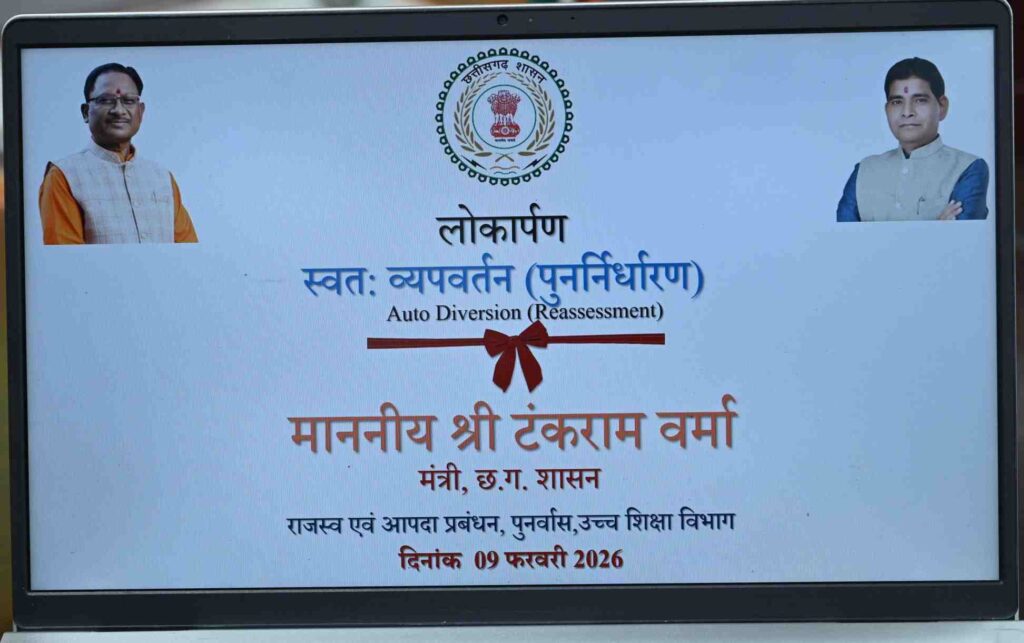 छत्तीसगढ़ शासन
लोकार्पण
स्वत: व्यपवर्तन (पुनर्निर्धारण)
Auto Diversion (Reassessment)
माननीय श्री टंकराम वर्मा
मंत्री, छ.ग. शासन
राजस्व एवं आपदा प्रबंधन, पुनर्वास,उच्च शिक्षा विभाग
दिनांक 09 फरवरी 2026